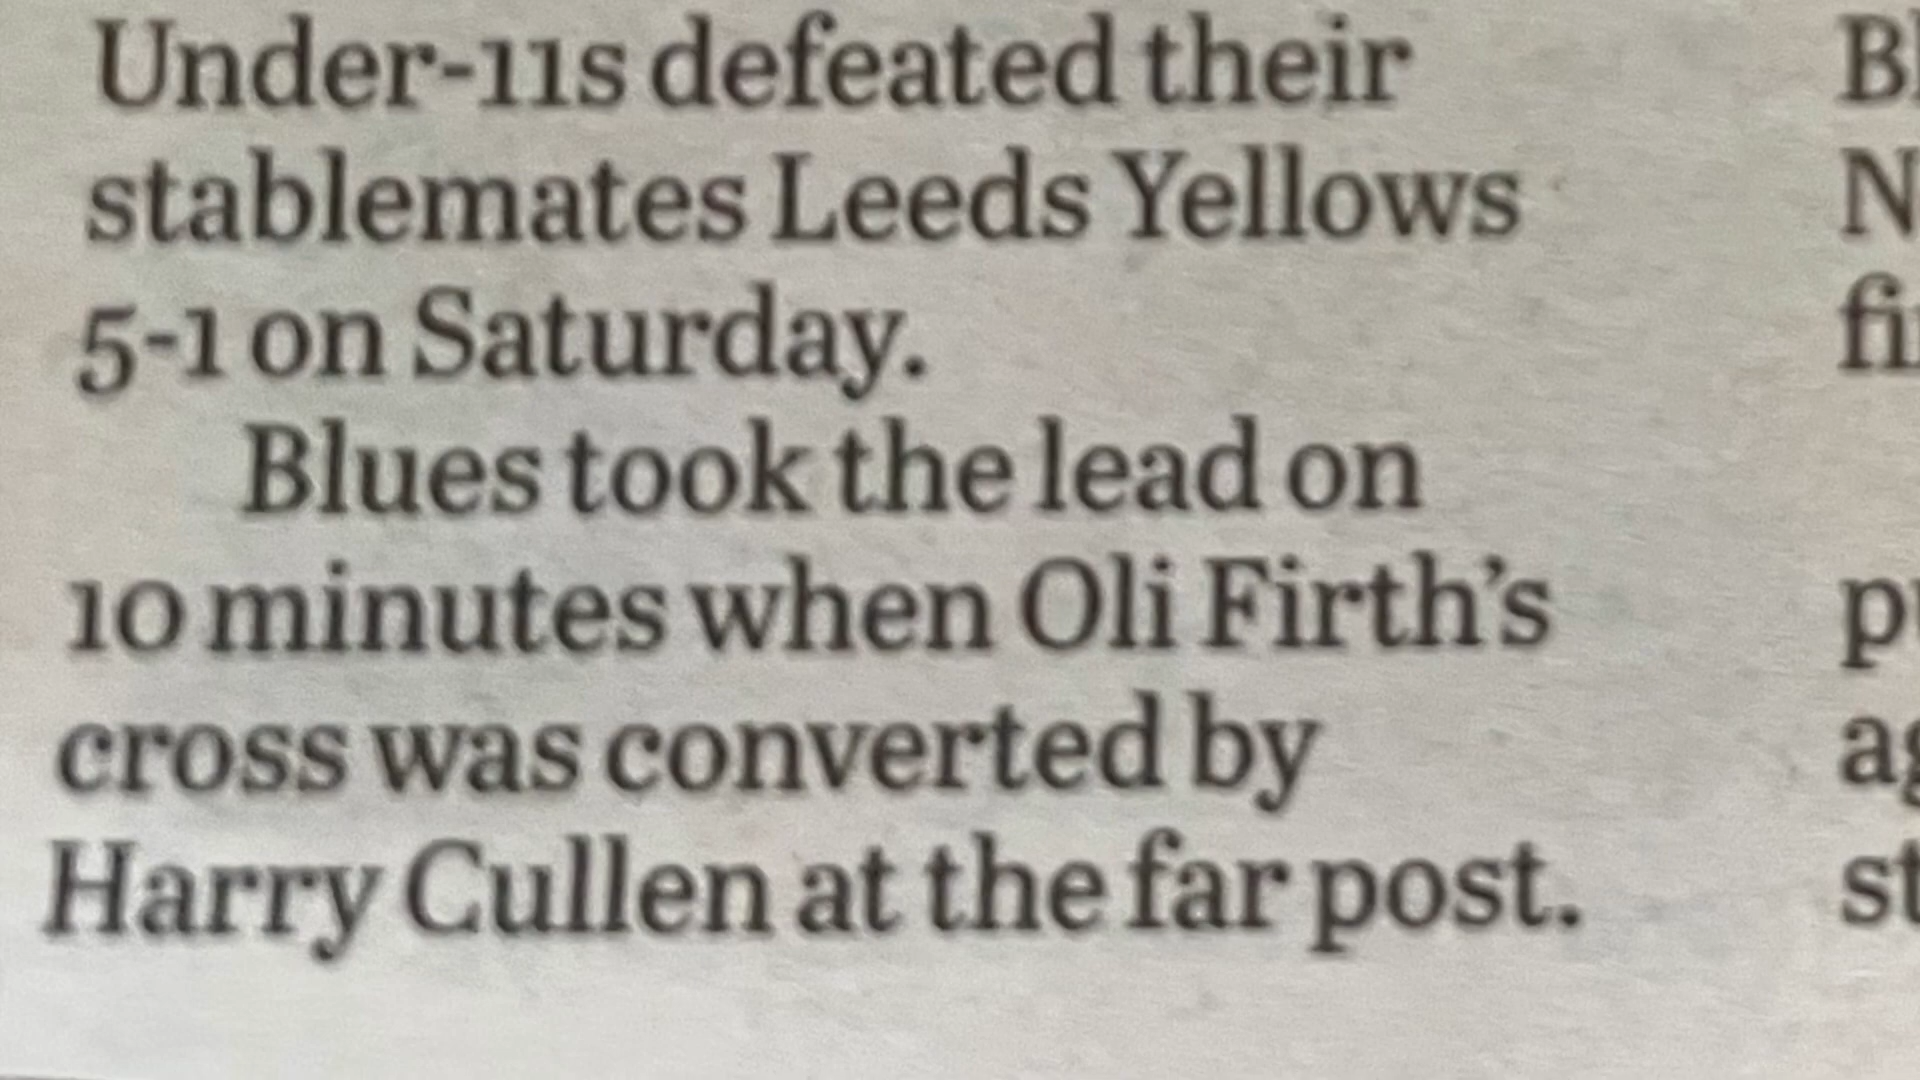 Under-11s defeated their
stablemates Leeds Yellows
5-1 on Saturday.
Blues took the lead on
10 minutes when Oli Firth's
cross was converted by
Harry Cullen at the far post.